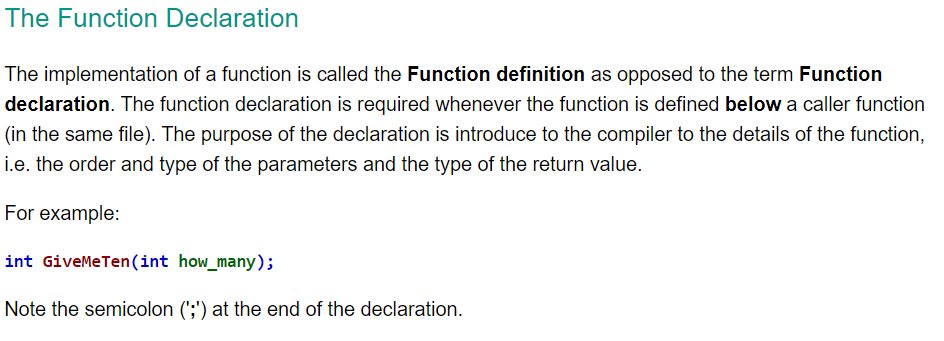 The Function Declaration
The implementation of a function is called the Function definition as opposed to the term Function
declaration. The function declaration is required whenever the function is defined below a caller function
(in the same file). The purpose of the declaration is introduce to the compiler to the details of the function,
i.e. the order and type of the parameters and the type of the return value.
For example:
int GiveMeTen(int how_many);
Note the semicolon (';') at the end of the declaration.